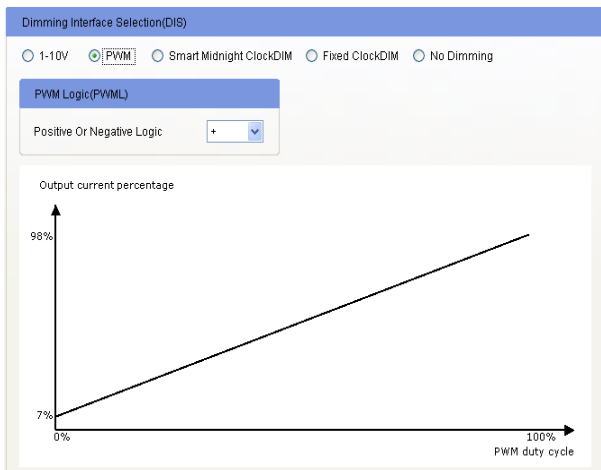 Dimming Interface Selection(DIS)
1-10V PWM Smart Midnight ClockDIM Fixed ClockDIM No Dimming
PWM Logic(PWML)
Positive Or Negative Logic +
Output current percentage
98%
7%
0% 100%
PWM duty cycle